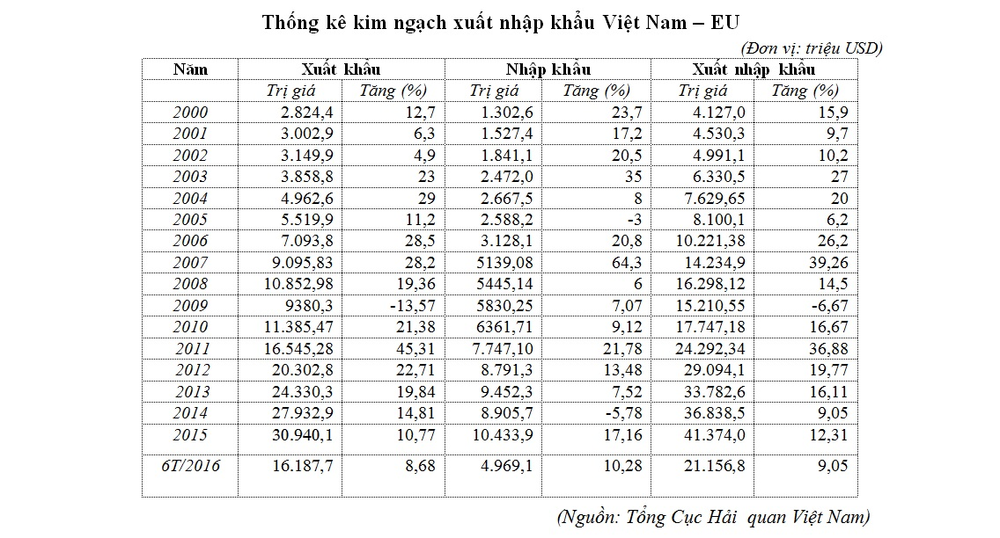 Thống kê kim ngạch xuất nhập khẩu Việt Nam – EU
(Đơn vị: triệu USD)
Năm Xuất khẩu Nhập khẩu Xuất nhập khẩu
Trị giá Tăng (%) Trị giá Tăng (%) Trị giá Tăng (%)
2000 2.824,4 12,7 1.302,6 23,7 4.127,0 15,9
2001 3.002,9 6,3 1.527,4 17,2 4.530,3 9,7
2002 3.149,9 4,9 1.841,1 20,5 4.991,1 10,2
2003 3.858,8 23 2.472,0 35 6.330,5 27
2004 4.962,6 29 2.667,5 8 7.629,65 20
2005 5.519,9 11,2 2.588,2 -3 8.100,1 6,2
2006 7.093,8 28,5 3.128,1 20,8 10.221,38 26,2
2007 9.095,83 28,2 5139,08 64,3 14.234,9 39,26
2008 10.852,98 19,36 5445,14 6 16.298,12 14,5
2009 9380,3 -13,57 5830,25 7,07 15.210,55 -6,67
2010 11.385,47 21,38 6361,71 9,12 17.747,18 16,67
2011 16.545,28 45,31 7.747,10 21,78 24.292,34 36,88
2012 20.302,8 22,71 8.791,3 13,48 29.094,1 19,77
2013 24.330,3 19,84 9.452,3 7,52 33.782,6 16,11
2014 27.932,9 14,81 8.905,7 -5,78 36.838,5 9,05
2015 30.940,1 10,77 10.433,9 17,16 41.374,0 12,31
6T/2016 16.187,7 8,68 4.969,1 10,28 21.156,8 9,05
(Nguồn: Tổng Cục Hải quan Việt Nam)